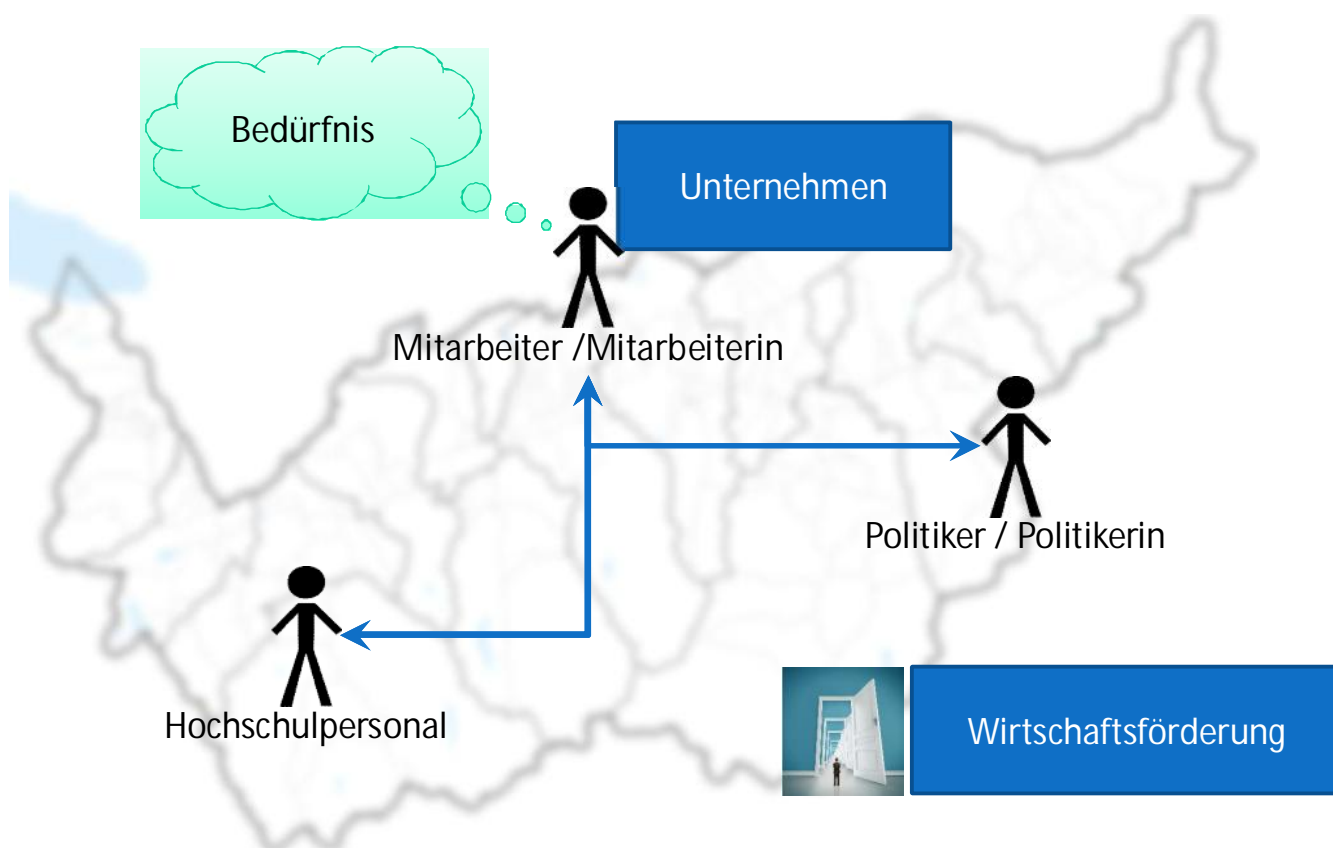 Bedürfnis
Unternehmen
Mitarbeiter /Mitarbeiterin
Politiker / Politikerin
Hochschulpersonal
Wirtschaftsförderung